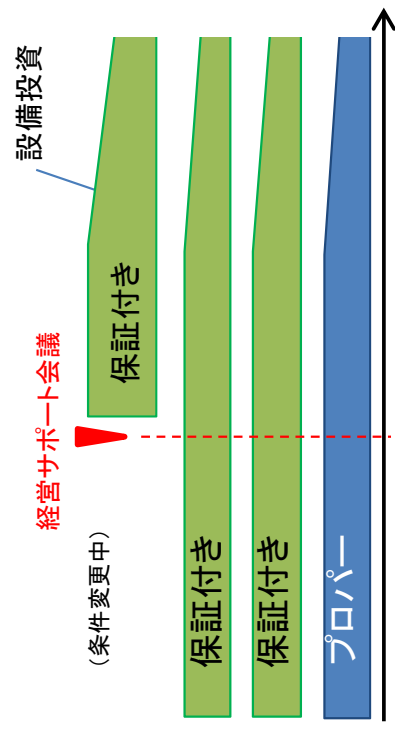 設備投資
経営サポート会議
（条件変更中）
保証付き
保証付き
保証付き
プロパー